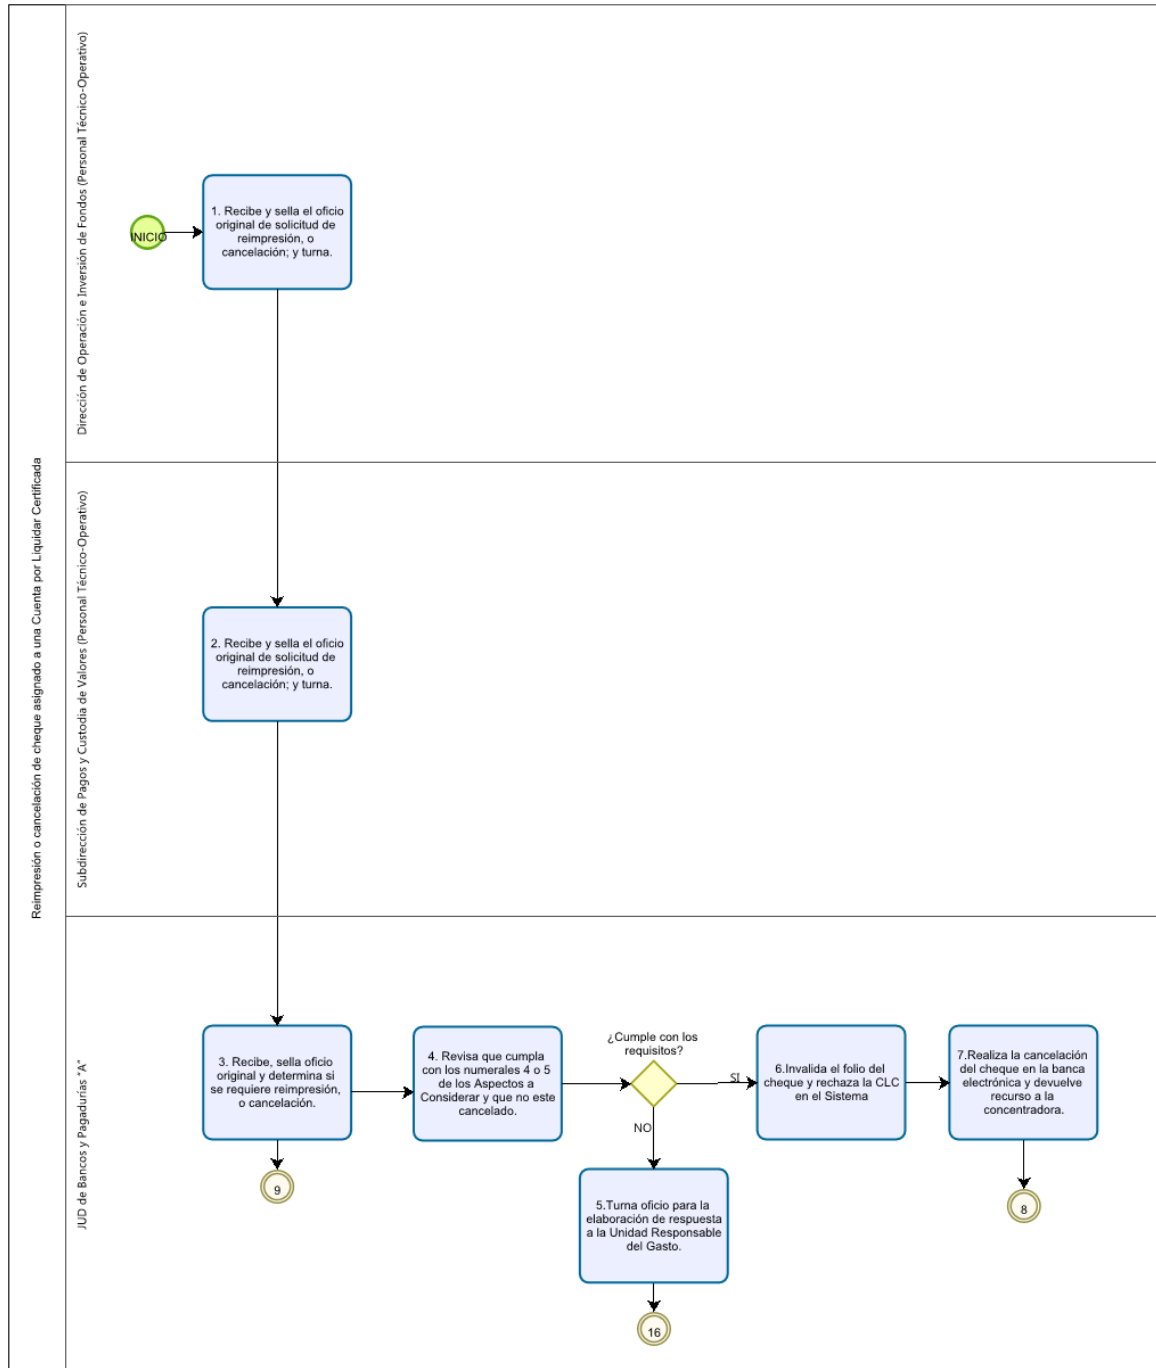 Reimpresión o cancelación de cheque asignado a una Cuenta por Liquidar Certificada
Dirección de Operación e Inversión de Fondos (Personal Técnico-Operativo)
INICIO
1. Recibe y sella el oficio
original de solicitud de
reimpresión, o
cancelación; y turna.
Subdirección de Pagos y Custodia de Valores (Personal Técnico-Operativo)
2. Recibe y sella el oficio
original de solicitud de
reimpresión, o
cancelación; y turna.
JUD de Bancos y Pagadurías "A"
3. Recibe, sella oficio
original y determina si
se requiere reimpresión,
o cancelación.
9
4. Revisa que cumpla
con los numerales 4 o 5
de los Aspectos a
Considerar y que no este
cancelado.
¿Cumple con los
requisitos?
SI
NO
5.Turna oficio para la
elaboración de respuesta
a la Unidad Responsable
del Gasto.
16
6.Invalida el folio del
cheque y rechaza la CLC
en el Sistema
7.Realiza la cancelación
del cheque en la banca
electrónica y devuelve
recurso a la
concentradora.
8